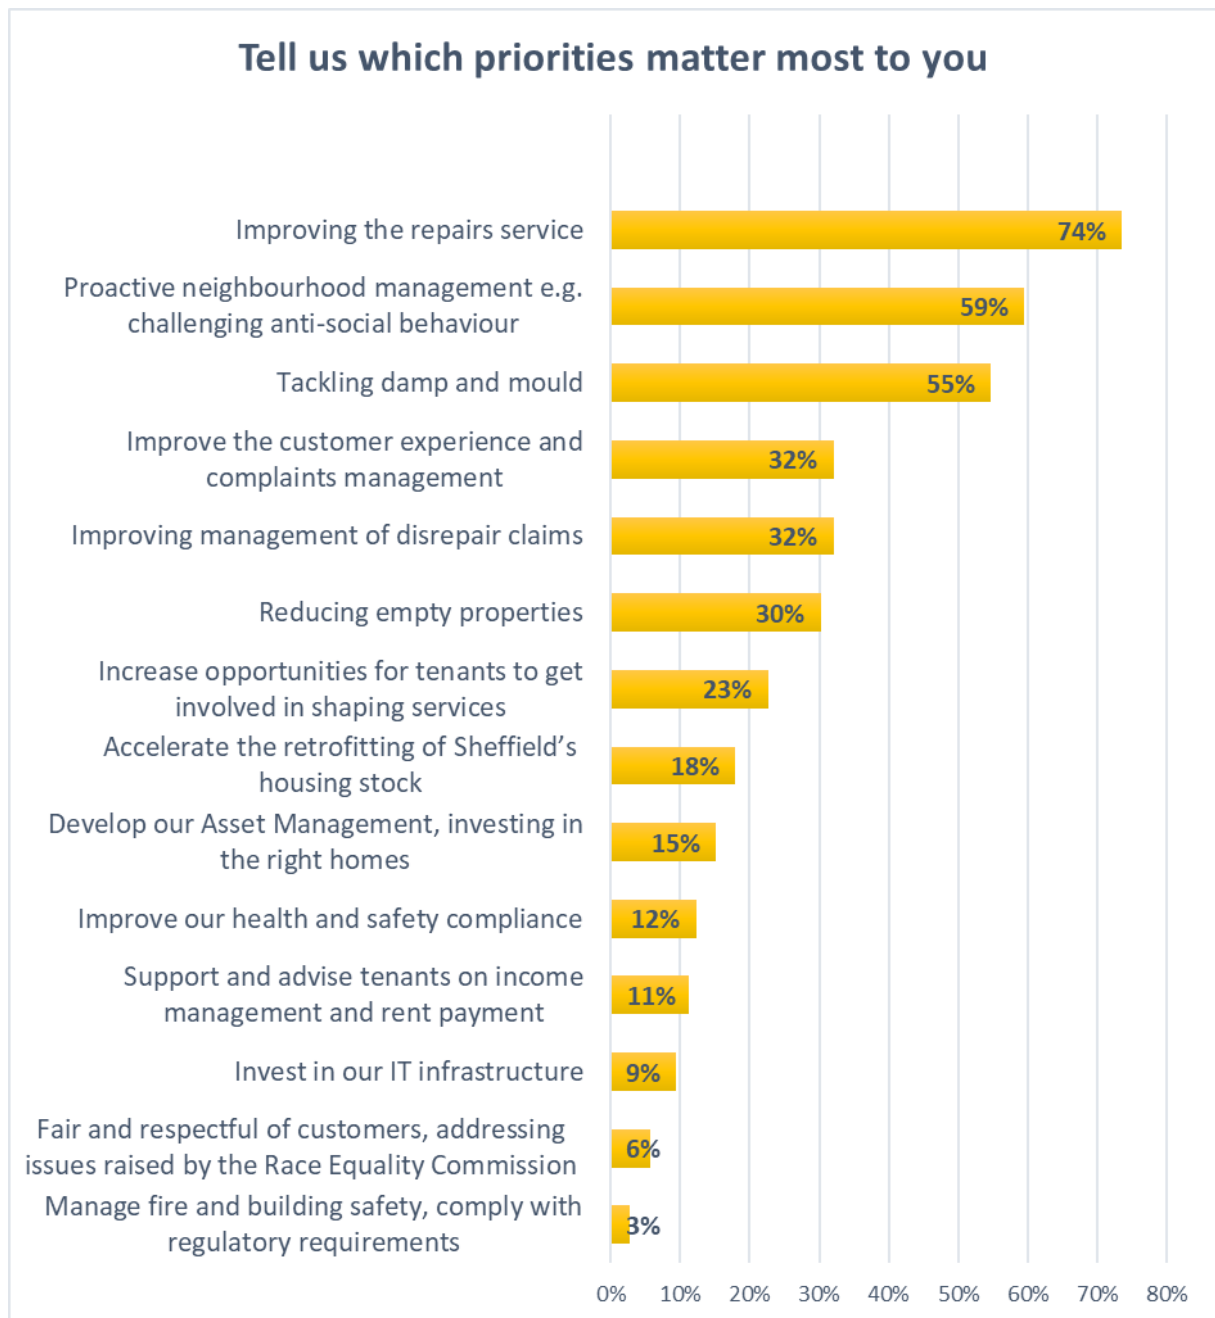 Tell us which priorities matter most to you
Improving the repairs service
74%
Proactive neighbourhood management e.g.
challenging anti-social behaviour
59%
Tackling damp and mould
55%
Improve the customer experience and
complaints management
32%
Improving management of disrepair claims
32%
Reducing empty properties
30%
Increase opportunities for tenants to get
involved in shaping services
23%
Accelerate the retrofitting of Sheffield’s
housing stock
18%
Develop our Asset Management, investing in
the right homes
15%
Improve our health and safety compliance
12%
Support and advise tenants on income
management and rent payment
11%
Invest in our IT infrastructure
9%
Fair and respectful of customers, addressing
issues raised by the Race Equality Commission
6%
Manage fire and building safety, comply with
regulatory requirements
3%
0% 10% 20% 30% 40% 50% 60% 70% 80%